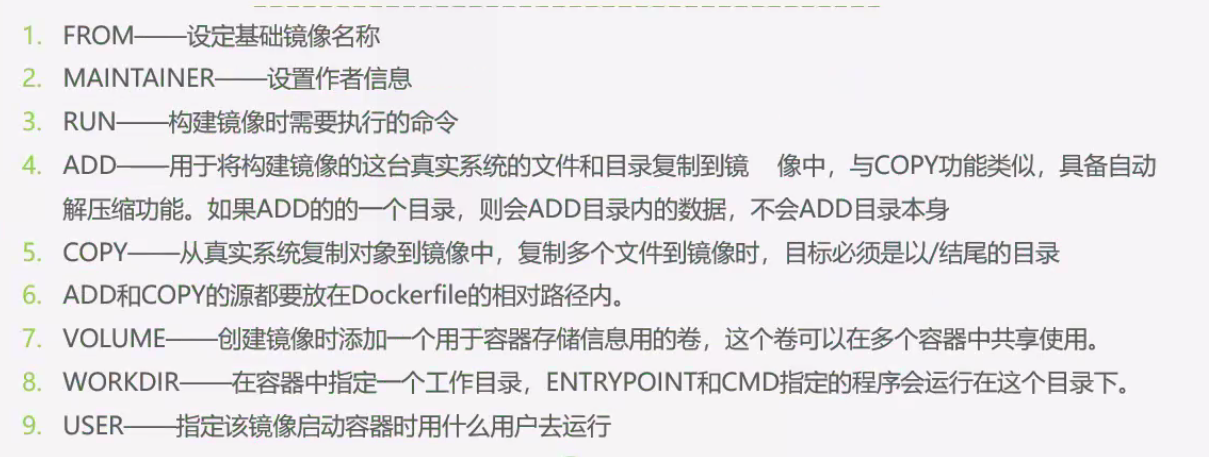 1. FROM——设定基础镜像名称
2. MAINTAINER——设置作者信息
3. RUN——构建镜像时需要执行的命令
4. ADD——用于将构建镜像的这台真实系统的文件和目录复制到镜 像中，与COPY功能类似，具备自动
解压缩功能。如果ADD的的一个目录，则会ADD目录内的数据，不会ADD目录本身
5. COPY——从真实系统复制对象到镜像中，复制多个文件到镜像时，目标必须是以/结尾的目录
6. ADD和COPY的源都要放在Dockerfile的相对路径内。
7. VOLUME——创建镜像时添加一个用于容器存储信息用的卷，这个卷可以在多个容器中共享使用。
8. WORKDIR——在容器中指定一个工作目录，ENTRYPOINT和CMD指定的程序会运行在这个目录下。
9. USER——指定该镜像启动容器时用什么用户去运行